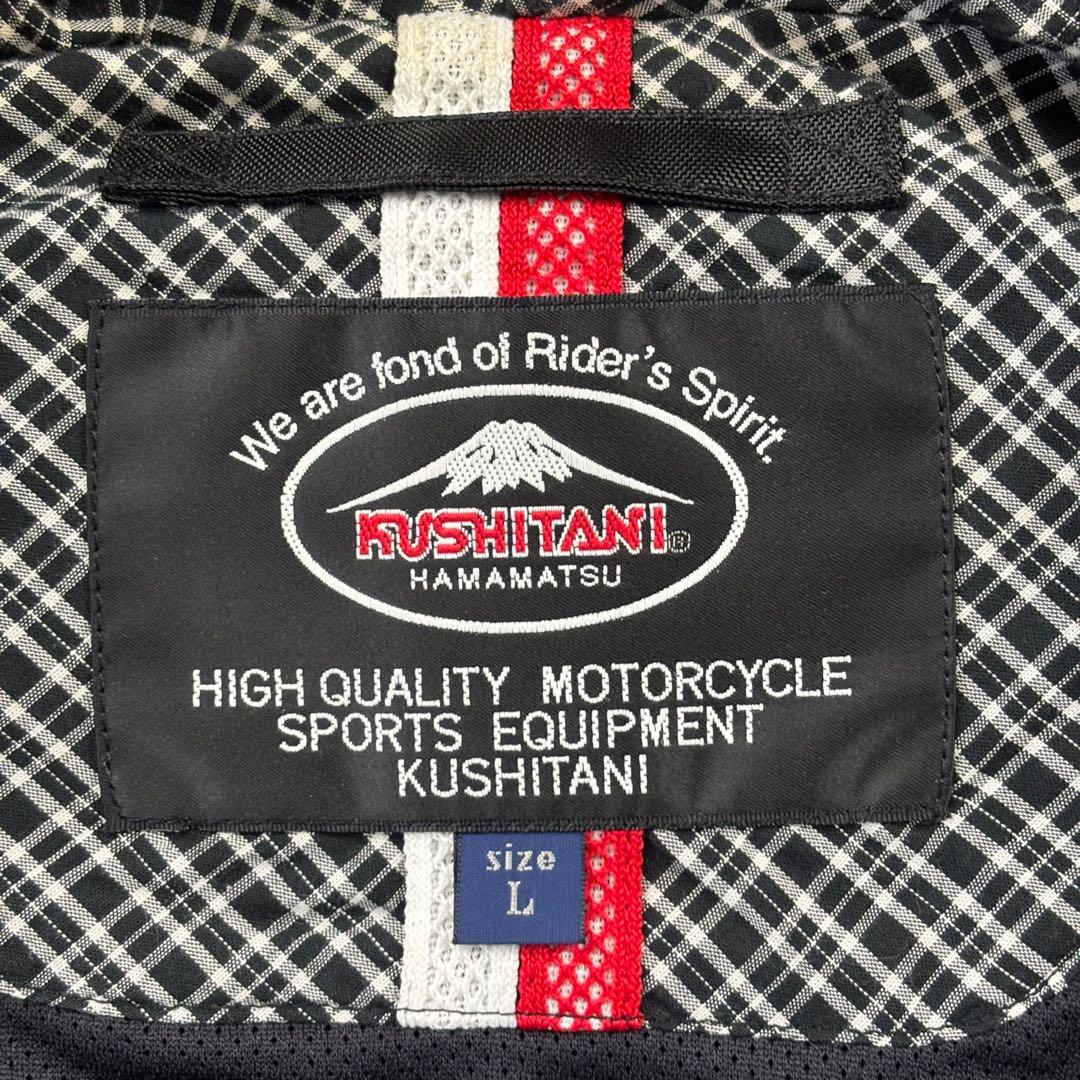 We are fond of Rider's Spirit.
KUSHITANI®
HAMAMATSU
HIGH QUALITY MOTORCYCLE
SPORTS EQUIPMENT
KUSHITANI
size
L